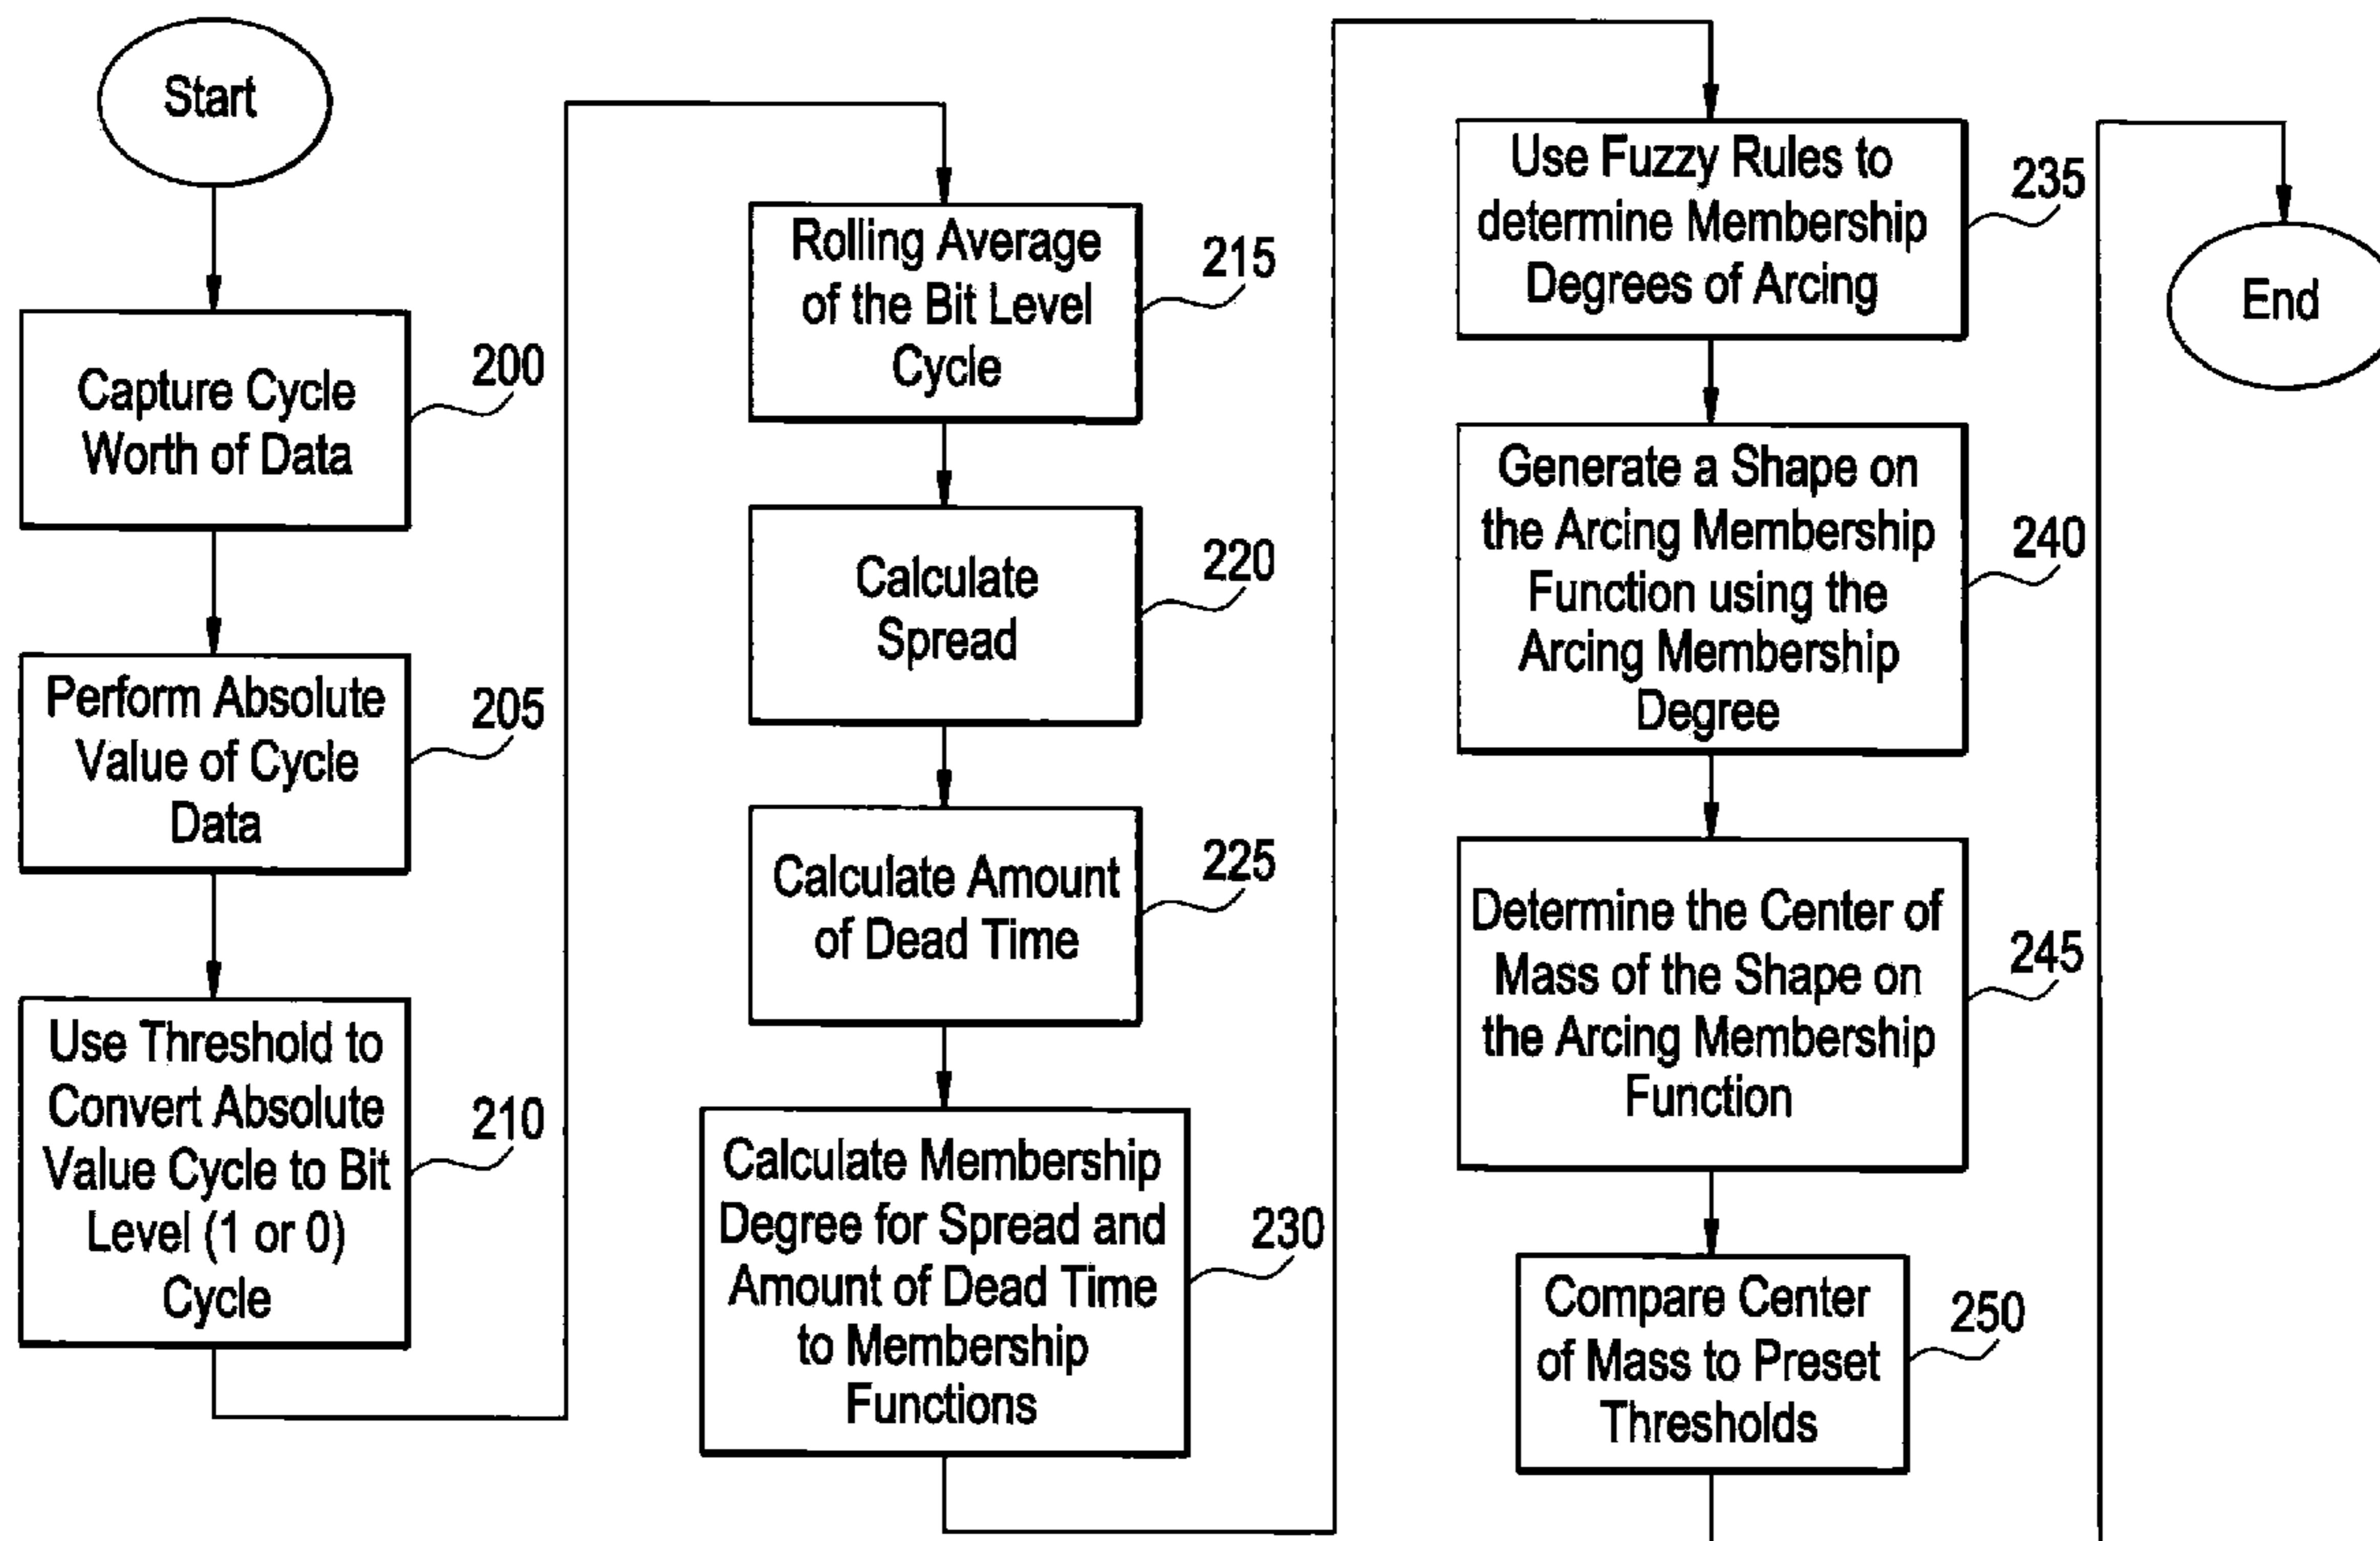 Start
Capture Cycle
Worth of Data
200
Perform Absolute
Value of Cycle
Data
205
Use Threshold to
Convert Absolute
Value Cycle to Bit
Level (1 or 0)
Cycle
210
Rolling Average
of the Bit Level
Cycle
215
Calculate
Spread
220
Calculate Amount
of Dead Time
225
Calculate Membership
Degree for Spread and
Amount of Dead Time
to Membership
Functions
230
Use Fuzzy Rules to
determine Membership
Degrees of Arcing
235
Generate a Shape on
the Arcing Membership
Function using the
Arcing Membership
Degree
240
Determine the Center of
Mass of the Shape on
the Arcing Membership
Function
245
Compare Center
of Mass to Preset
Thresholds
250
End